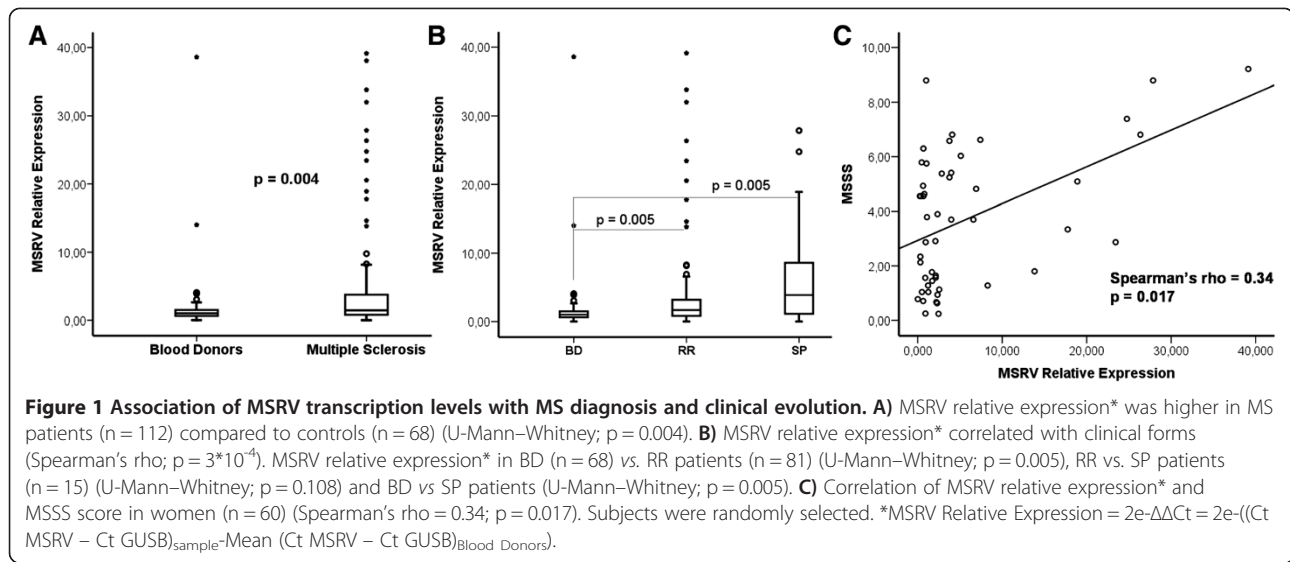 A
40,00
30,00
20,00
10,00
0,00
MSRV Relative Expression
p = 0.004
Blood Donors
Multiple Sclerosis
B
40,00
30,00
20,00
10,00
0,00
MSRV Relative Expression
p = 0.005
p = 0.005
BD
RR
SP
C
10,00
8,00
6,00
4,00
2,00
0,00
MSSS
Spearman's rho = 0.34
p = 0.017
0,000
10,000
20,000
30,000
40,000
MSRV Relative Expression
Figure 1 Association of MSRV transcription levels with MS diagnosis and clinical evolution. A) MSRV relative expression* was higher in MS
patients (n = 112) compared to controls (n = 68) (U-Mann–Whitney; p = 0.004). B) MSRV relative expression* correlated with clinical forms
(Spearman's rho; p = 3*10-4). MSRV relative expression* in BD (n = 68) vs. RR patients (n = 81) (U-Mann–Whitney; p = 0.005), RR vs. SP patients
(n = 15) (U-Mann–Whitney; p = 0.108) and BD vs SP patients (U-Mann–Whitney; p = 0.005). C) Correlation of MSRV relative expression* and
MSSS score in women (n = 60) (Spearman's rho = 0.34; p = 0.017). Subjects were randomly selected. *MSRV Relative Expression = 2e-ΔΔCt = 2e-((Ct
MSRV – Ct GUSB)sample-Mean (Ct MSRV – Ct GUSB)Blood Donors).